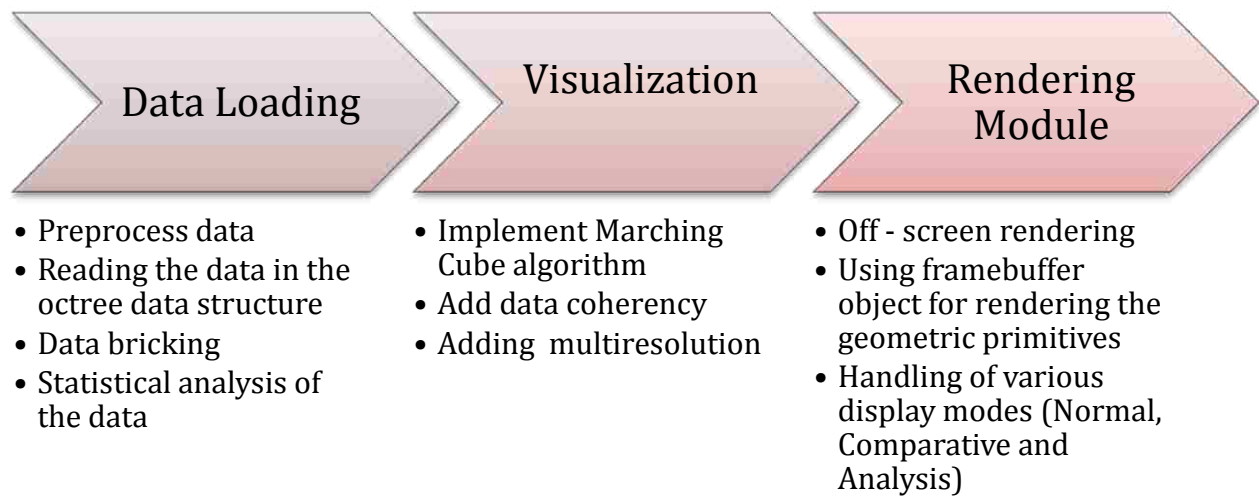 Data Loading
• Preprocess data
• Reading the data in the
octree data structure
• Data bricking
• Statistical analysis of
the data
Visualization
• Implement Marching
Cube algorithm
• Add data coherency
• Adding  multiresolution
Rendering
Module
• Off - screen rendering
• Using framebuffer
object for rendering the
geometric primitives
• Handling of various
display modes (Normal,
Comparative and
Analysis)